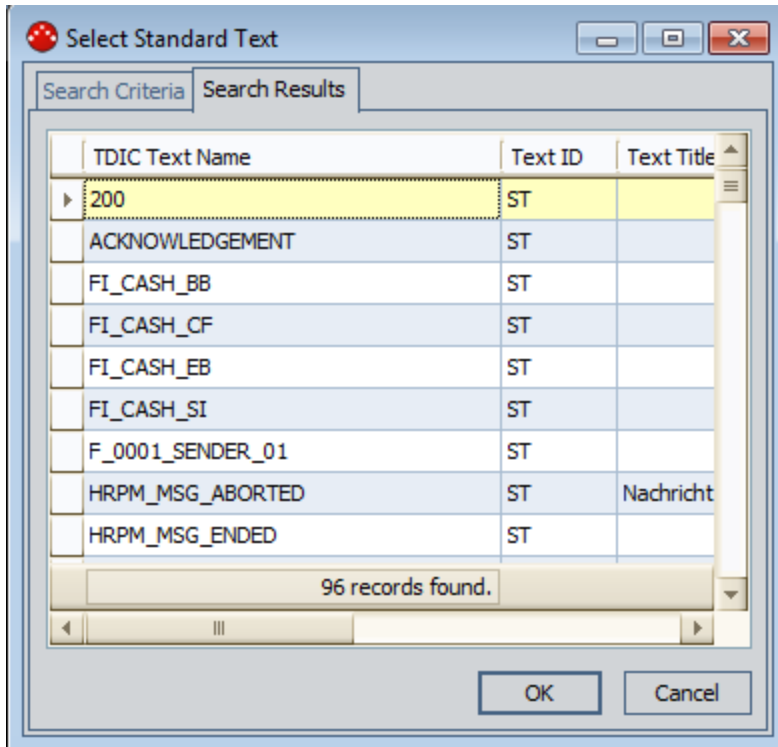 Select Standard Text
Search Criteria Search Results
TDIC Text Name Text ID Text Title
200 ST
ACKNOWLEDGEMENT ST
FI_CASH_BB ST
FI_CASH_CF ST
FI_CASH_EB ST
FI_CASH_SI ST
F_0001_SENDER_01 ST
HRPM_MSG_ABORTED ST Nachricht
HRPM_MSG_ENDED ST
96 records found.
OK Cancel